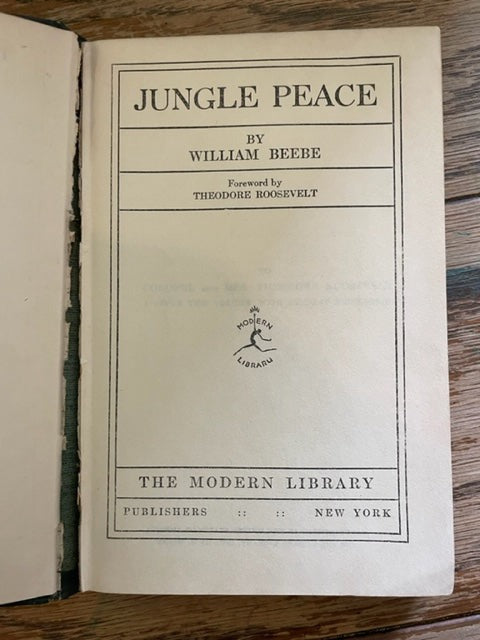 JUNGLE PEACE
BY
WILLIAM BEEBE
Foreword by
THEODORE ROOSEVELT
MODERN
LIBRARY
THE MODERN LIBRARY
PUBLISHERS :: :: NEW YORK